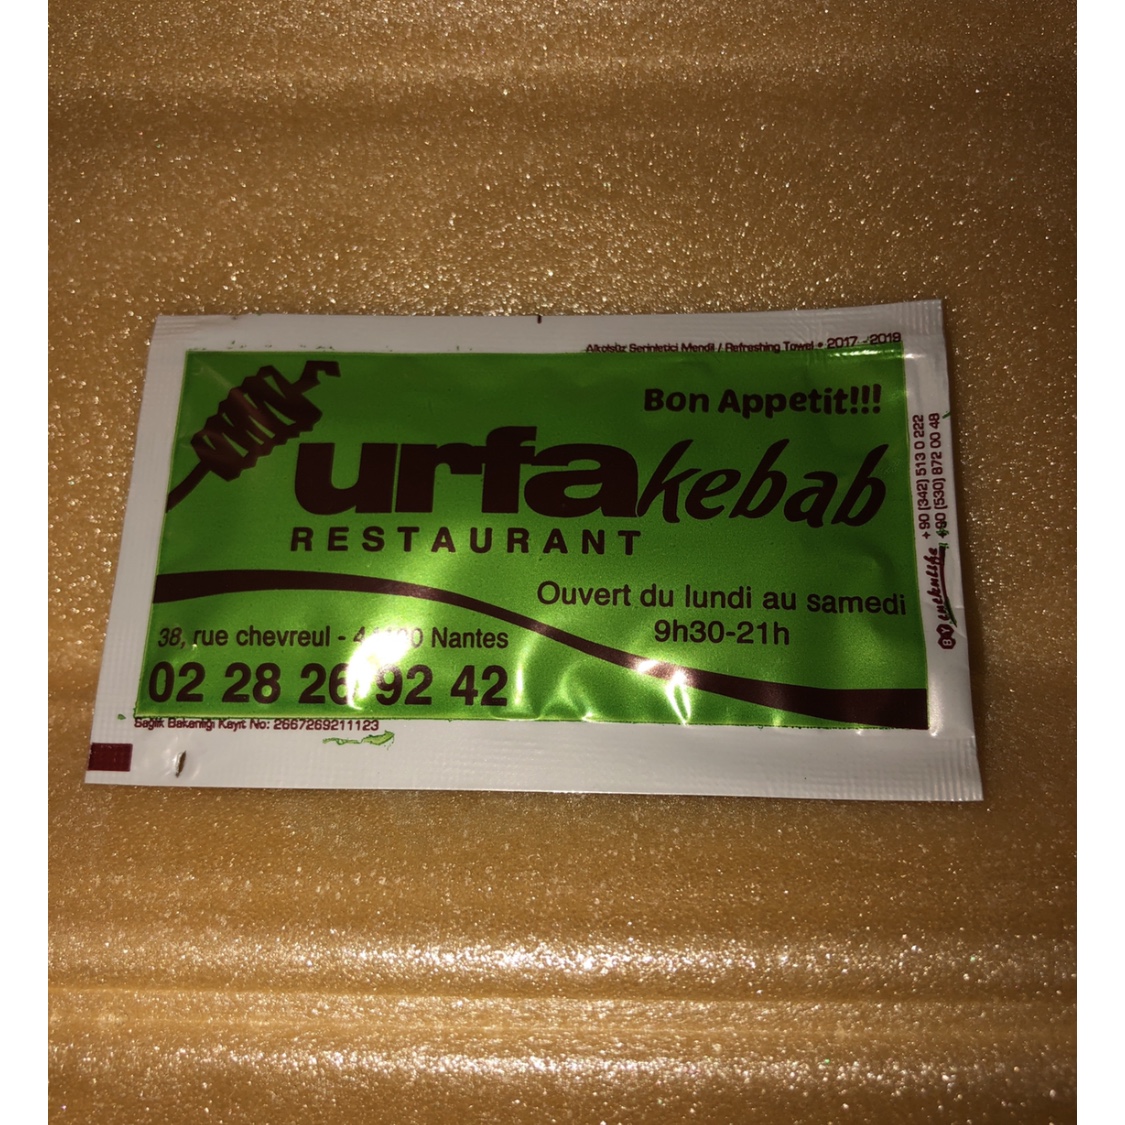 Alkolsüz Serinletici Mendil / Refreshing Towel • 2017 - 2019
Bon Appetit!!!
urfakebab
RESTAURANT
Ouvert du lundi au samedi
9h30-21h
38, rue chevreul - Nantes
02 28 26 92 42
Sağlık Bakanlığı Kayıt No: 2667269211123
+90 (342) 513 0 222
+90 (530) 872 00 48